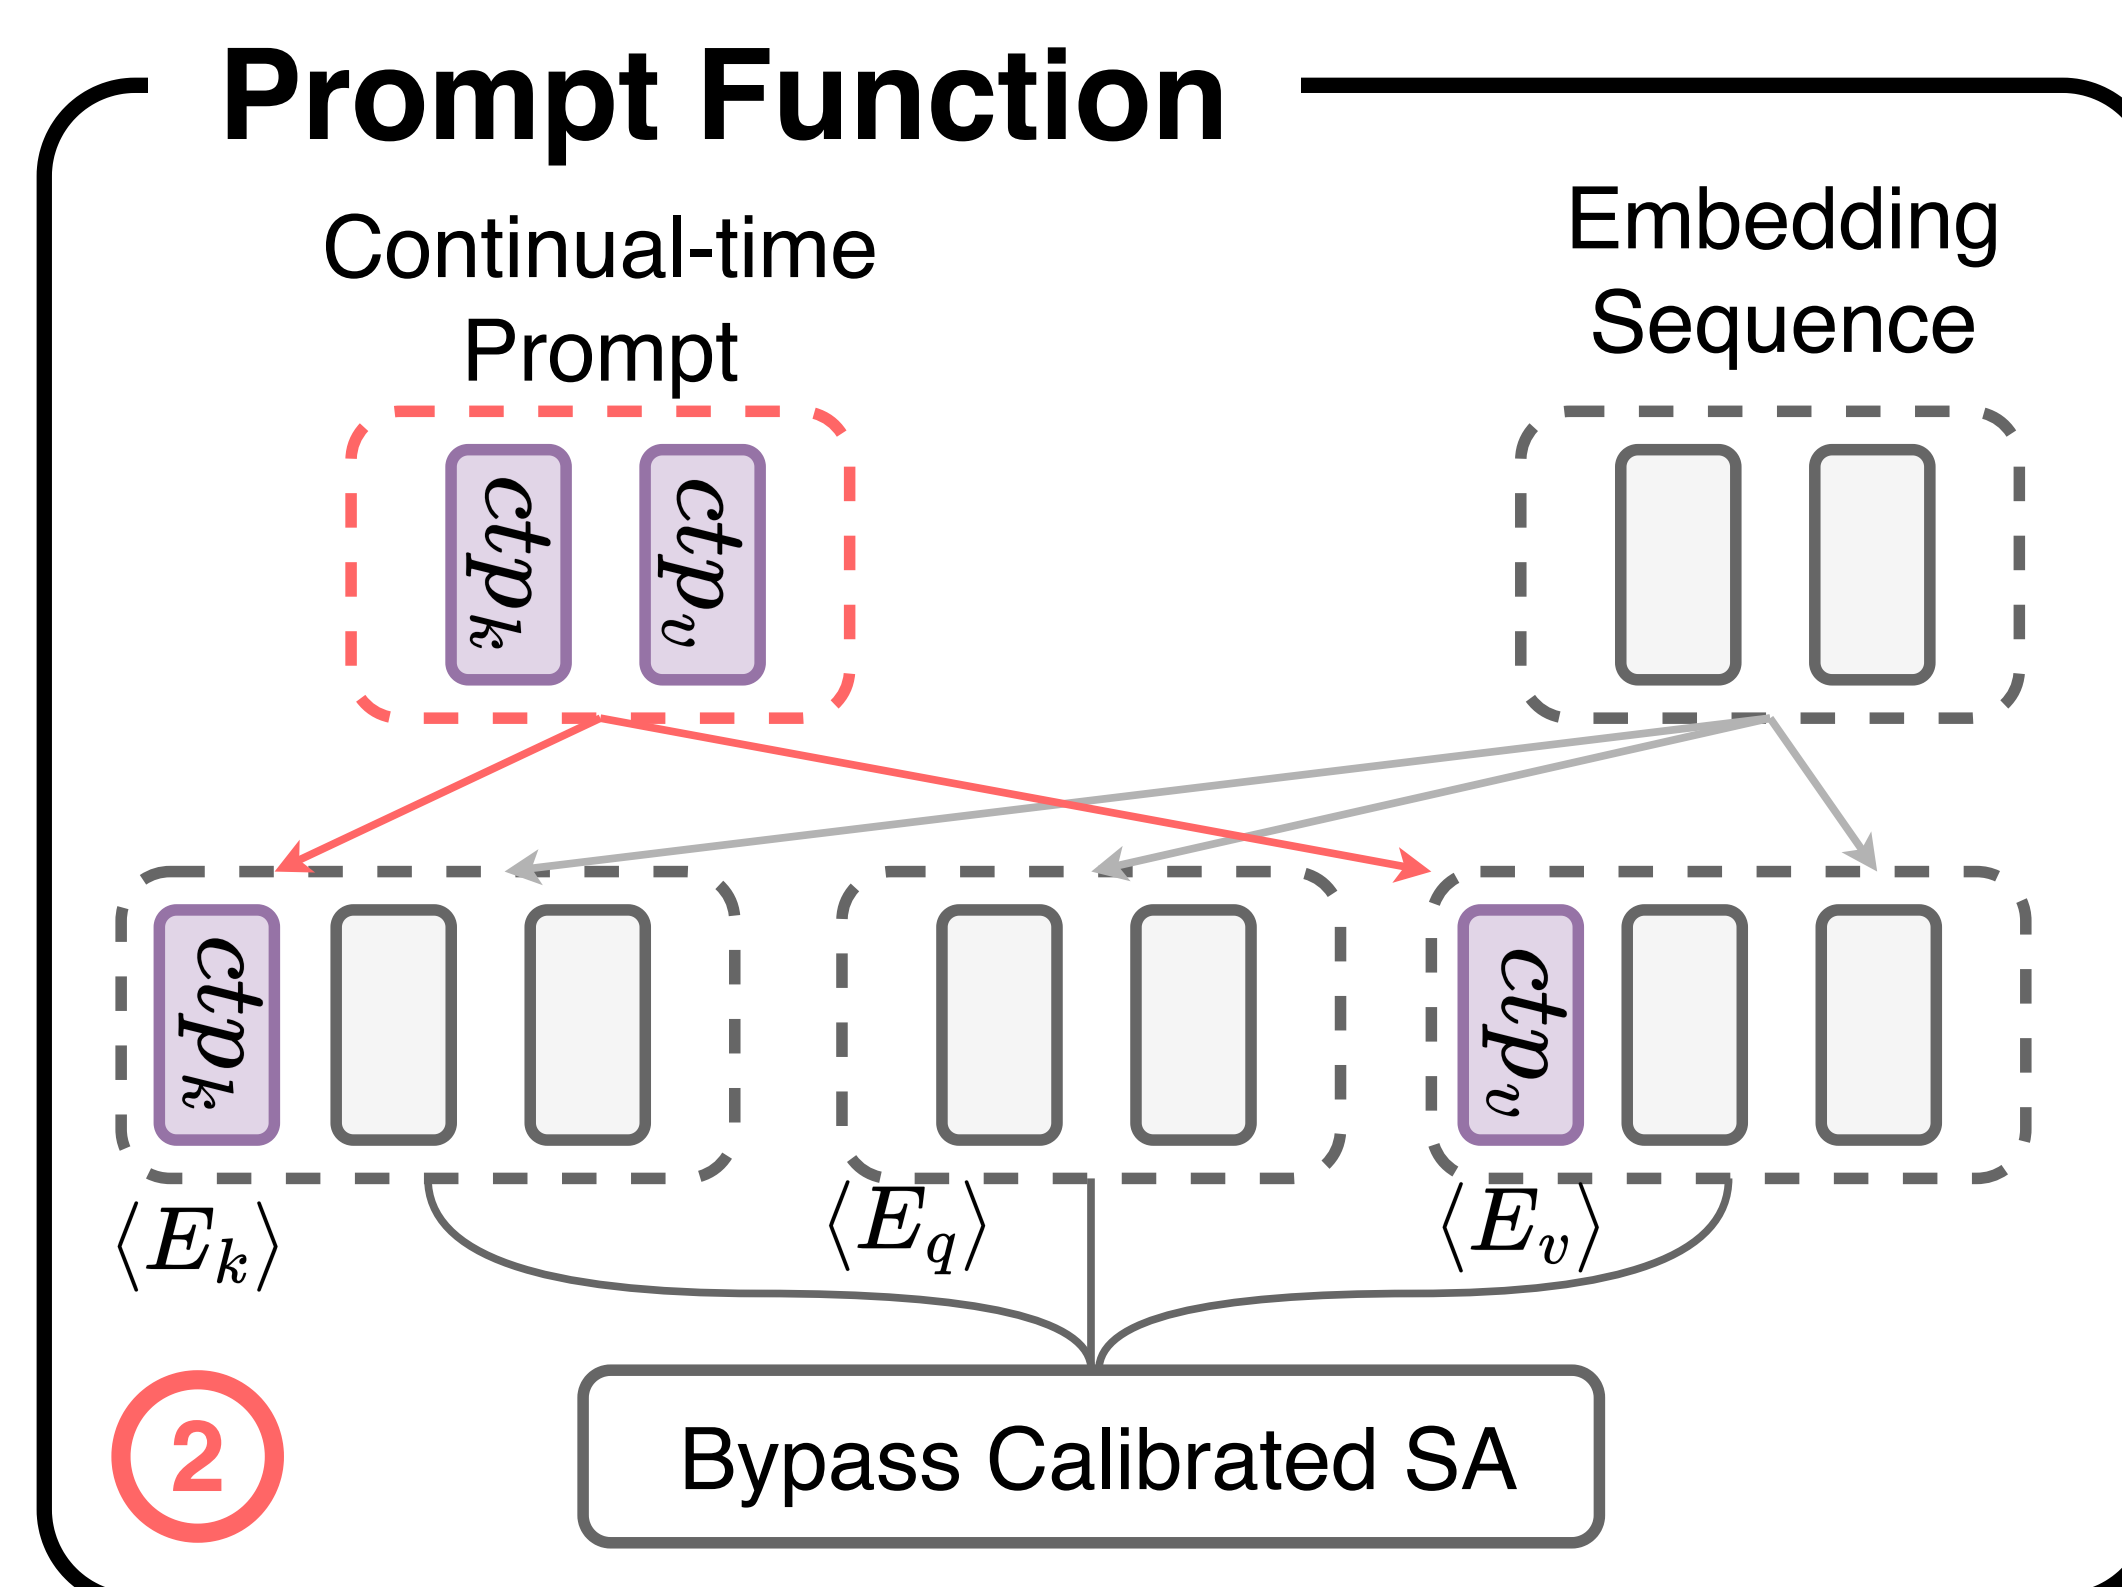 Prompt Function
Continual-time
Prompt
Embedding
Sequence
ctp_k
ctp_v
ctp_k
ctp_v
⟨E_k⟩
⟨E_q⟩
⟨E_v⟩
2
Bypass Calibrated SA